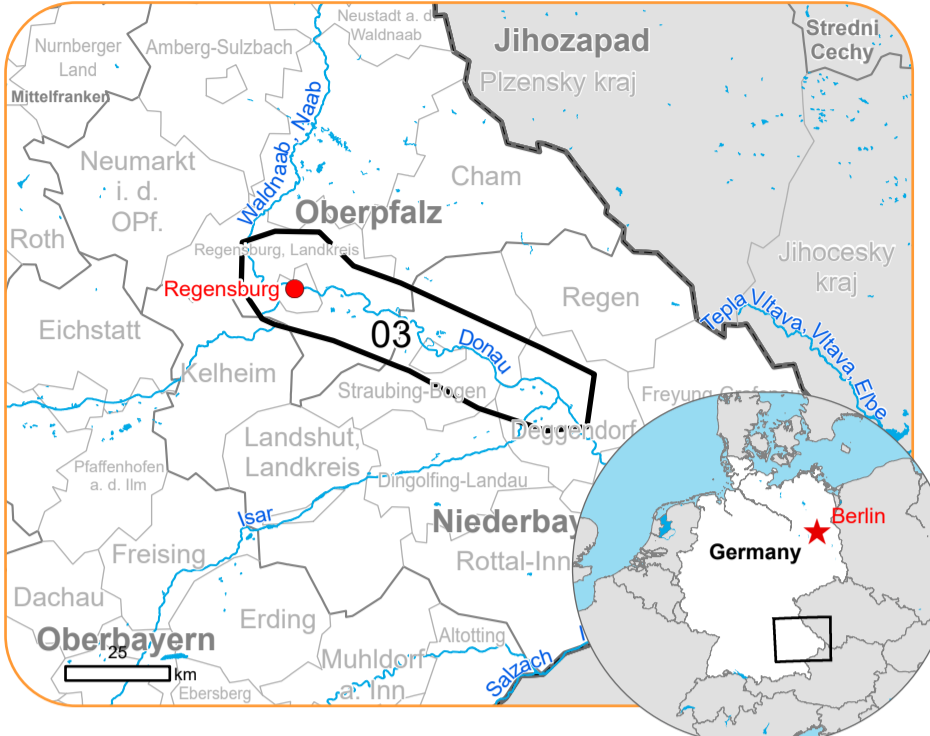 Neustadt a. d.
Waldnaab
Stredni
Cechy
Nurnberger
Land
Amberg-Sulzbach
Jihozapad
Plzensky kraj
Mittelfranken
Waldnaab, Naab
Neumarkt
i. d.
OPf.
Cham
Oberpfalz
Roth
Regensburg, Landkreis
Jihocesky
kraj
Regensburg
Regen
Tepla Vltava, Vltava, Elbe
Eichstatt
03
Donau
Kelheim
Straubing-Bogen
Freyung-Graf
Deggendorf
Landshut,
Landkreis
Pfaffenhofen
a. d. Ilm
Dingolfing-Landau
Isar
Niederbay
Berlin
Germany
Freising
Rottal-Inn
Dachau
Erding
Oberbayern
Altotting
25
km
Muhldorf
a. Inn
Ebersberg
Salzach